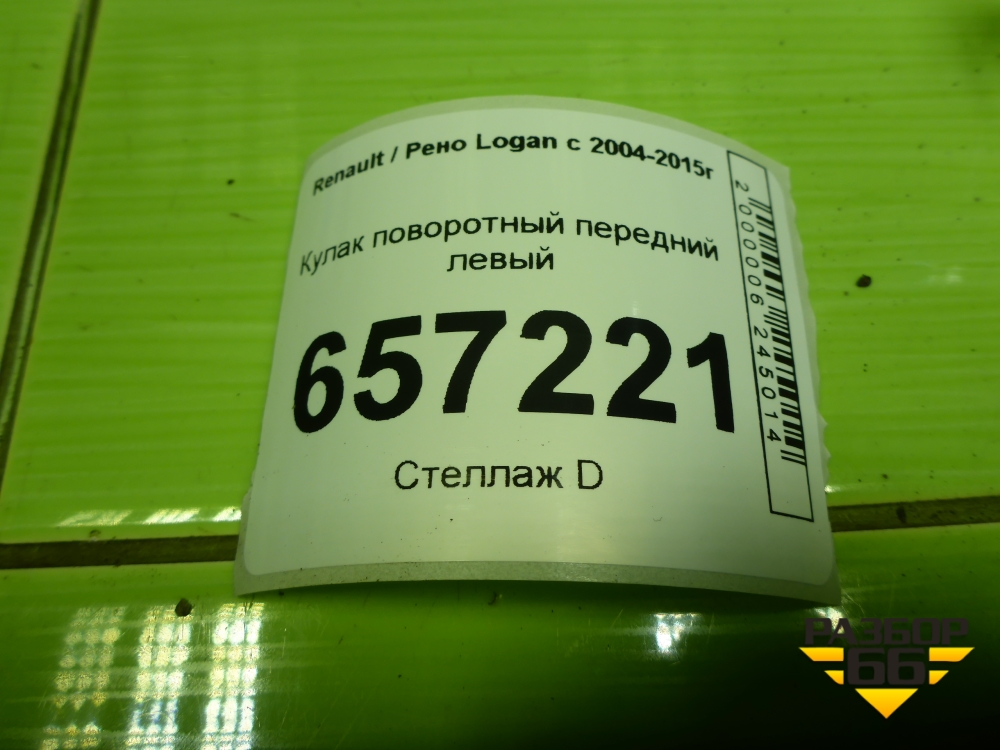 Renault / Рено Logan с 2004-2015г
Кулак поворотный передний
левый
657221
Стеллаж D
2000006245014
РАЗБОР
66